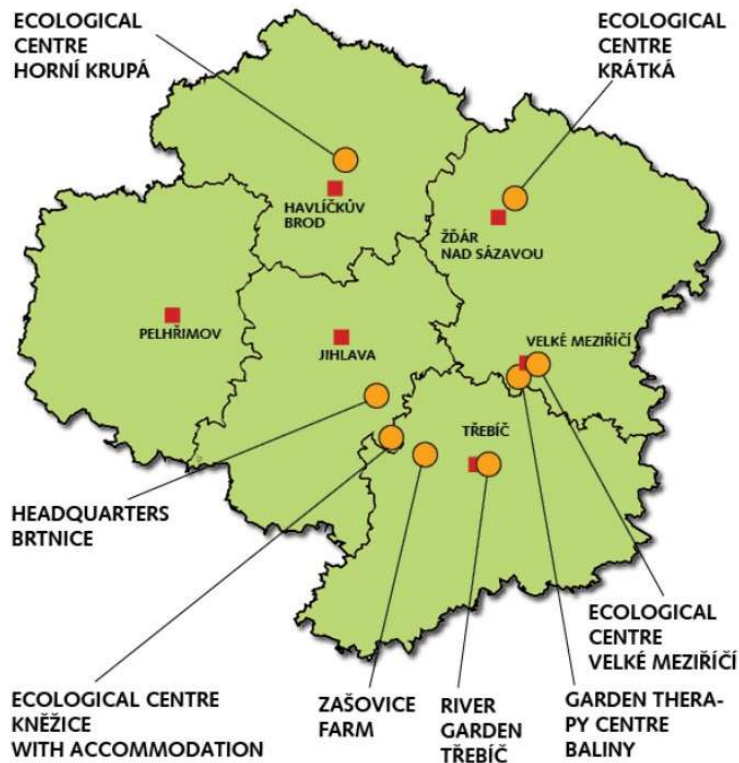 ECOLOGICAL
CENTRE
HORNÍ KRUPÁ
ECOLOGICAL
CENTRE
KRÁTKÁ
HAVLÍČKŮV
BROD
ŽĎÁR
NAD SÁZAVOU
PELHŘIMOV
JIHLAVA
VELKÉ MEZIŘÍČÍ
TŘEBÍČ
HEADQUARTERS
BRTNICE
ECOLOGICAL
CENTRE
VELKÉ MEZIŘÍČÍ
ECOLOGICAL CENTRE
KNĚŽICE
WITH ACCOMMODATION
ZAŠOVICE
FARM
RIVER
GARDEN
TŘEBÍČ
GARDEN THERA-
PY CENTRE
BALINY